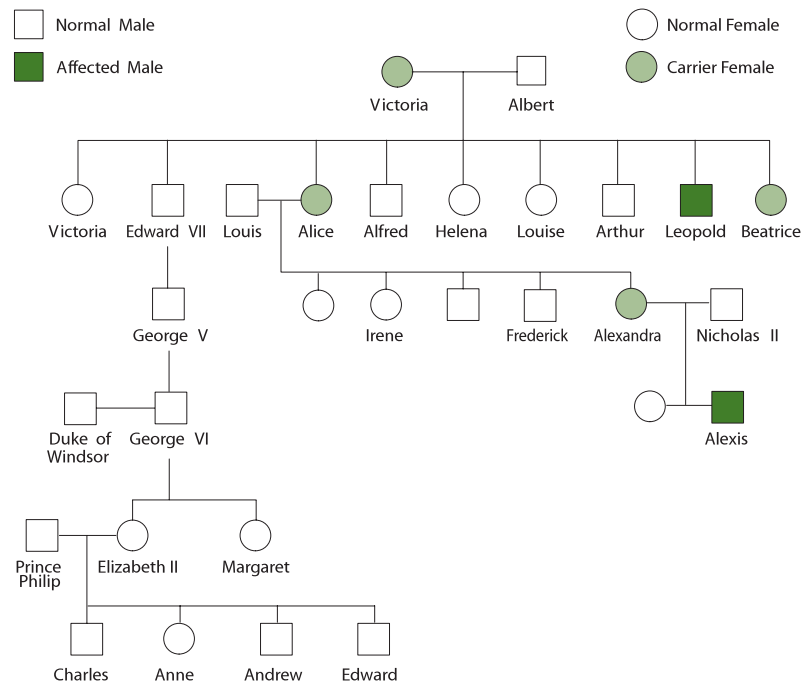 Normal Male
Normal Female
Affected Male
Carrier Female
Victoria
Albert
Victoria
Edward VII
Louis
Alice
Alfred
Helena
Louise
Arthur
Leopold
Beatrice
George V
Irene
Frederick
Alexandra
Nicholas II
Duke of
Windsor
George VI
Alexis
Prince
Philip
Elizabeth II
Margaret
Charles
Anne
Andrew
Edward